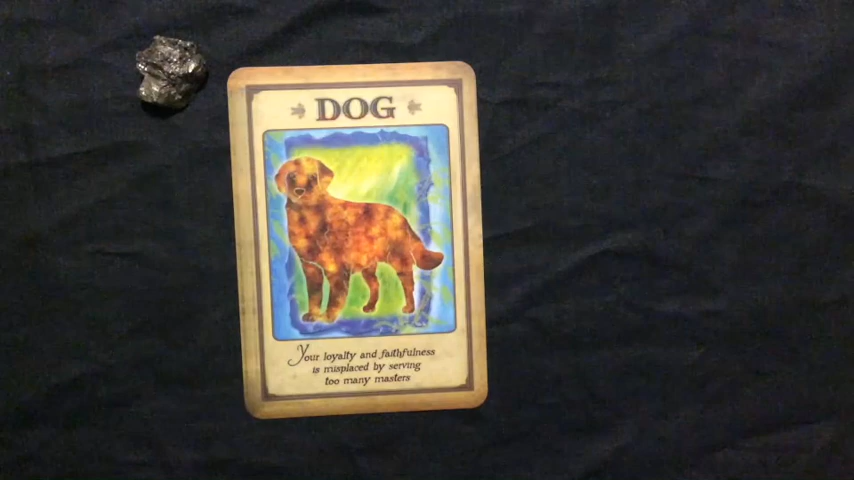 DOG
Your loyalty and faithfulness
is misplaced by serving
too many masters